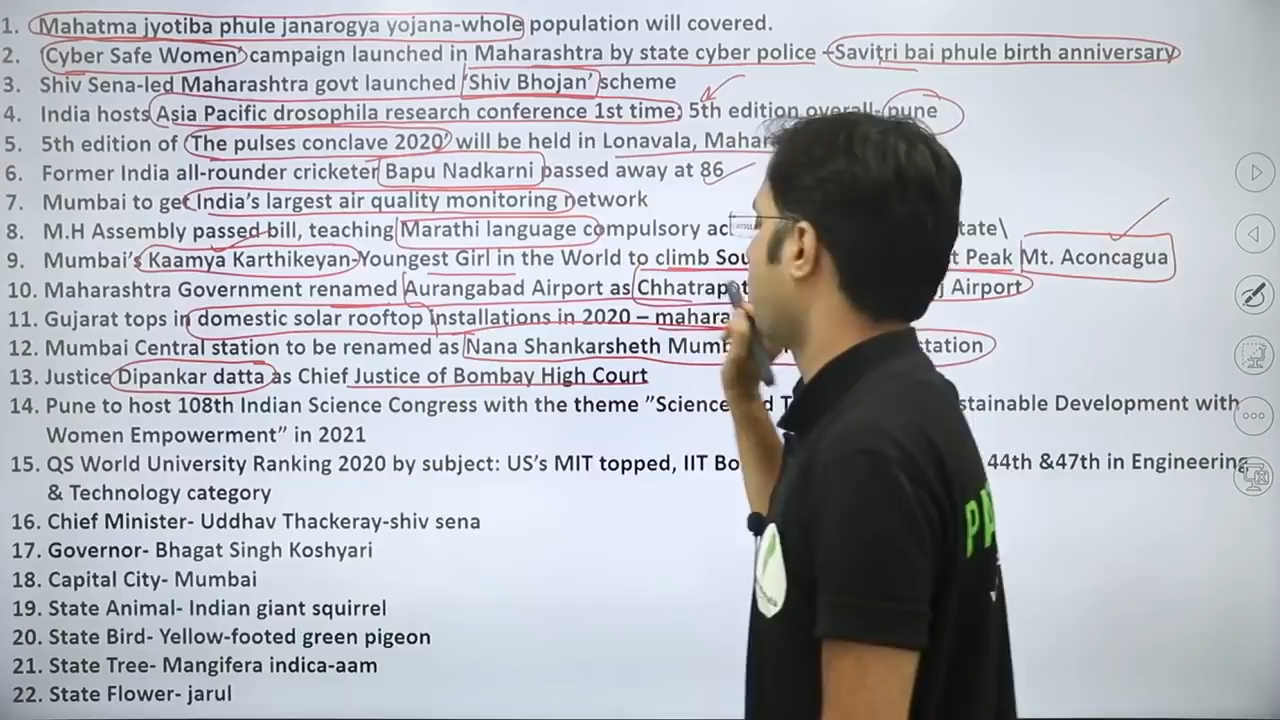 1. Mahatma jyotiba phule janarogya yojana-whole population will covered.
2. Cyber Safe Women' campaign launched in Maharashtra by state cyber police -Savitri bai phule birth anniversary
3. Shiv Sena-led Maharashtra govt launched 'Shiv Bhojan' scheme
4. India hosts Asia Pacific drosophila research conference 1st time; 5th edition overall- pune
5. 5th edition of 'The pulses conclave 2020' will be held in Lonavala, Mahar
6. Former India all-rounder cricketer Bapu Nadkarni passed away at 86
7. Mumbai to get India's largest air quality monitoring network
8. M.H Assembly passed bill, teaching Marathi language compulsory state\
9. Mumbai's Kaamya Karthikeyan-Youngest Girl in the World to climb Peak Mt. Aconcagua
10. Maharashtra Government renamed Aurangabad Airport as Chhatrapat Airport
11. Gujarat tops in domestic solar rooftop installations in 2020 – mahara
12. Mumbai Central station to be renamed as Nana Shankarsheth Mumb tation
13. Justice Dipankar datta as Chief Justice of Bombay High Court
14. Pune to host 108th Indian Science Congress with the theme "Science d T stainable Development with
Women Empowerment" in 2021
15. QS World University Ranking 2020 by subject: US's MIT topped, IIT Bo 44th &47th in Engineering
& Technology category
16. Chief Minister- Uddhav Thackeray-shiv sena
17. Governor- Bhagat Singh Koshyari
18. Capital City- Mumbai
19. State Animal- Indian giant squirrel
20. State Bird- Yellow-footed green pigeon
21. State Tree- Mangifera indica-aam
22. State Flower- jarul